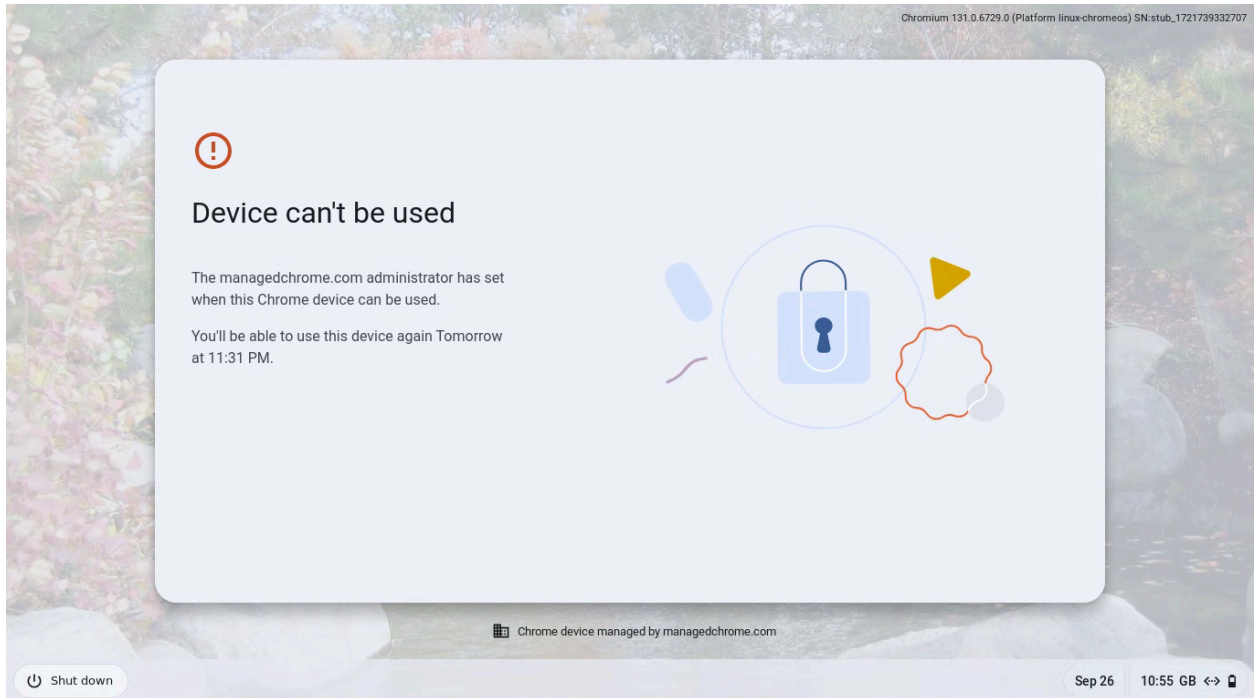 Chromium 131.0.6729.0 (Platform linux-chromeos) SN:stub_1721739332707
Device can't be used
The managedchrome.com administrator has set
when this Chrome device can be used.
You'll be able to use this device again Tomorrow
at 11:31 PM.
Chrome device managed by managedchrome.com
Shut down
Sep 26
10:55 GB